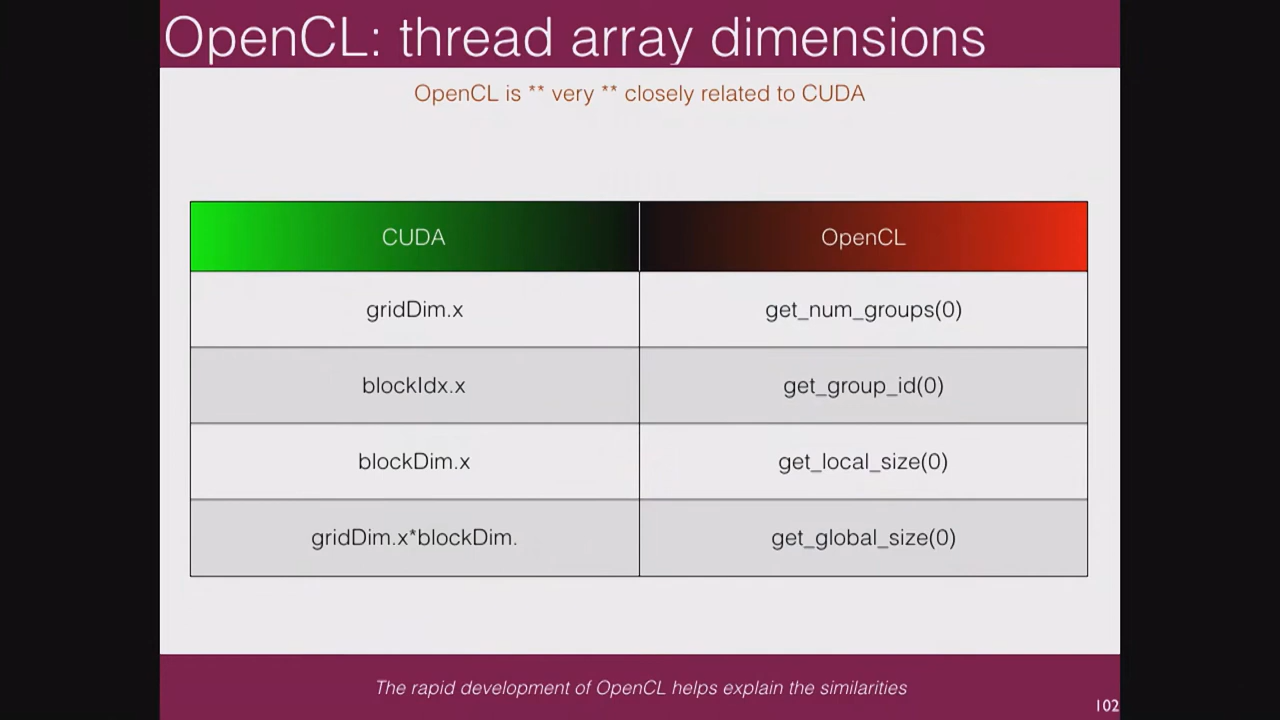 OpenCL: thread array dimensions
OpenCL is ** very ** closely related to CUDA
CUDA OpenCL
gridDim.x get_num_groups(0)
blockIdx.x get_group_id(0)
blockDim.x get_local_size(0)
gridDim.x*blockDim. get_global_size(0)
The rapid development of OpenCL helps explain the similarities
102